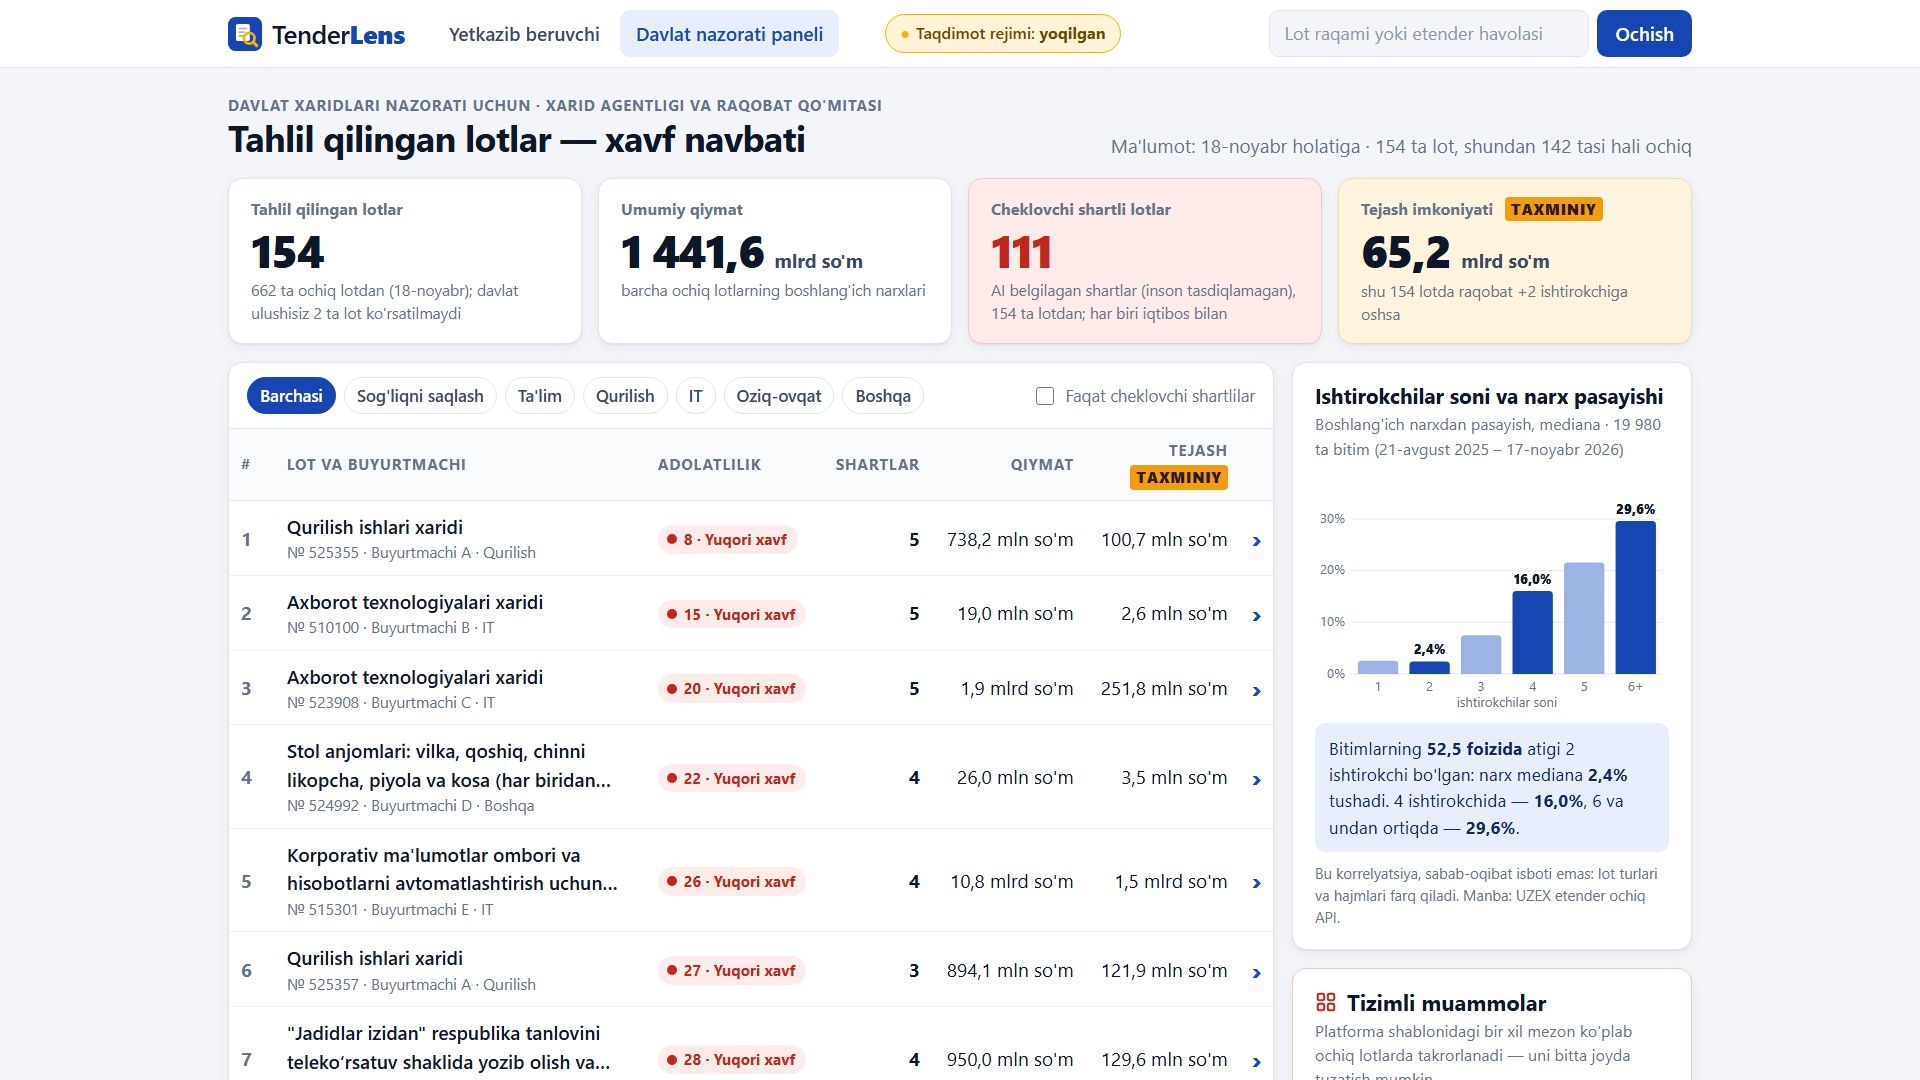 TenderLens
Yetkazib beruvchi
Davlat nazorati paneli
Taqdimot rejimi: yoqilgan
Lot raqami yoki etender havolasi
Ochish
DAVLAT XARIDLARI NAZORATI UCHUN · XARID AGENTLIGI VA RAQOBAT QO'MITASI
Tahlil qilingan lotlar — xavf navbati
Ma'lumot: 18-noyabr holatiga · 154 ta lot, shundan 142 tasi hali ochiq
Tahlil qilingan lotlar
154
662 ta ochiq lotdan (18-noyabr); davlat
ulushisiz 2 ta lot ko'rsatilmaydi
Umumiy qiymat
1 441,6 mlrd so'm
barcha ochiq lotlarning boshlang'ich narxlari
Cheklovchi shartli lotlar
111
AI belgilagan shartlar (inson tasdiqlamagan),
154 ta lotdan; har biri iqtibos bilan
Tejash imkoniyati TAXMINIY
65,2 mlrd so'm
shu 154 lotda raqobat +2 ishtirokchiga
oshsa
Barchasi
Sog'liqni saqlash
Ta'lim
Qurilish
IT
Oziq-ovqat
Boshqa
Faqat cheklovchi shartlilar
# LOT VA BUYURTMACHI ADOLATLILIK SHARTLAR QIYMAT TEJASH
TAXMINIY
1 Qurilish ishlari xaridi
№ 525355 · Buyurtmachi A · Qurilish
8 · Yuqori xavf 5 738,2 mln so'm 100,7 mln so'm ›
2 Axborot texnologiyalari xaridi
№ 510100 · Buyurtmachi B · IT
15 · Yuqori xavf 5 19,0 mln so'm 2,6 mln so'm ›
3 Axborot texnologiyalari xaridi
№ 523908 · Buyurtmachi C · IT
20 · Yuqori xavf 5 1,9 mlrd so'm 251,8 mln so'm ›
4 Stol anjomlari: vilka, qoshiq, chinni
likopcha, piyola va kosa (har biridan...
№ 524992 · Buyurtmachi D · Boshqa
22 · Yuqori xavf 4 26,0 mln so'm 3,5 mln so'm ›
5 Korporativ ma'lumotlar ombori va
hisobotlarni avtomatlashtirish uchun...
№ 515301 · Buyurtmachi E · IT
26 · Yuqori xavf 4 10,8 mlrd so'm 1,5 mlrd so'm ›
6 Qurilish ishlari xaridi
№ 525357 · Buyurtmachi A · Qurilish
27 · Yuqori xavf 3 894,1 mln so'm 121,9 mln so'm ›
7 "Jadidlar izidan" respublika tanlovini
teleko‘rsatuv shaklida yozib olish va...
28 · Yuqori xavf 4 950,0 mln so'm 129,6 mln so'm ›
Ishtirokchilar soni va narx pasayishi
Boshlang'ich narxdan pasayish, mediana · 19 980
ta bitim (21-avgust 2025 – 17-noyabr 2026)
30%
20%
10%
0%
2,4%
16,0%
29,6%
1 2 3 4 5 6+
ishtirokchilar soni
Bitimlarning 52,5 foizida atigi 2
ishtirokchi bo'lgan: narx mediana 2,4%
tushadi. 4 ishtirokchida — 16,0%, 6 va
undan ortiqda — 29,6%.
Bu korrelyatsiya, sabab-oqibat isboti emas: lot turlari
va hajmlari farq qiladi. Manba: UZEX etender ochiq
API.
Tizimli muammolar
Platforma shablonidagi bir xil mezon ko'plab
ochiq lotlarda takrorlanadi — uni bitta joyda
tuzatish mumkin.